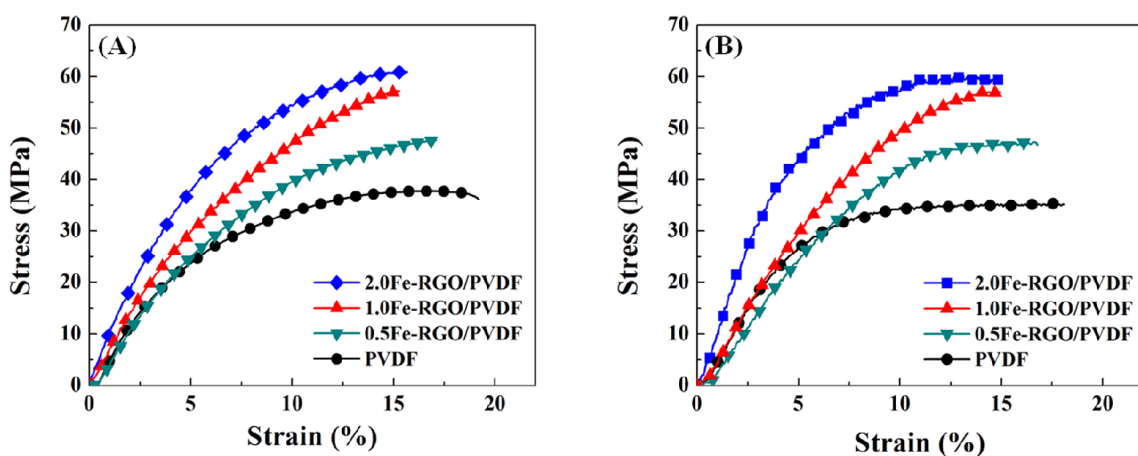 (A)
Stress (MPa)
70
60
50
40
30
20
10
0
2.0Fe-RGO/PVDF
1.0Fe-RGO/PVDF
0.5Fe-RGO/PVDF
PVDF
0 5 10 15 20
Strain (%)
(B)
Stress (MPa)
70
60
50
40
30
20
10
0
2.0Fe-RGO/PVDF
1.0Fe-RGO/PVDF
0.5Fe-RGO/PVDF
PVDF
0 5 10 15 20
Strain (%)